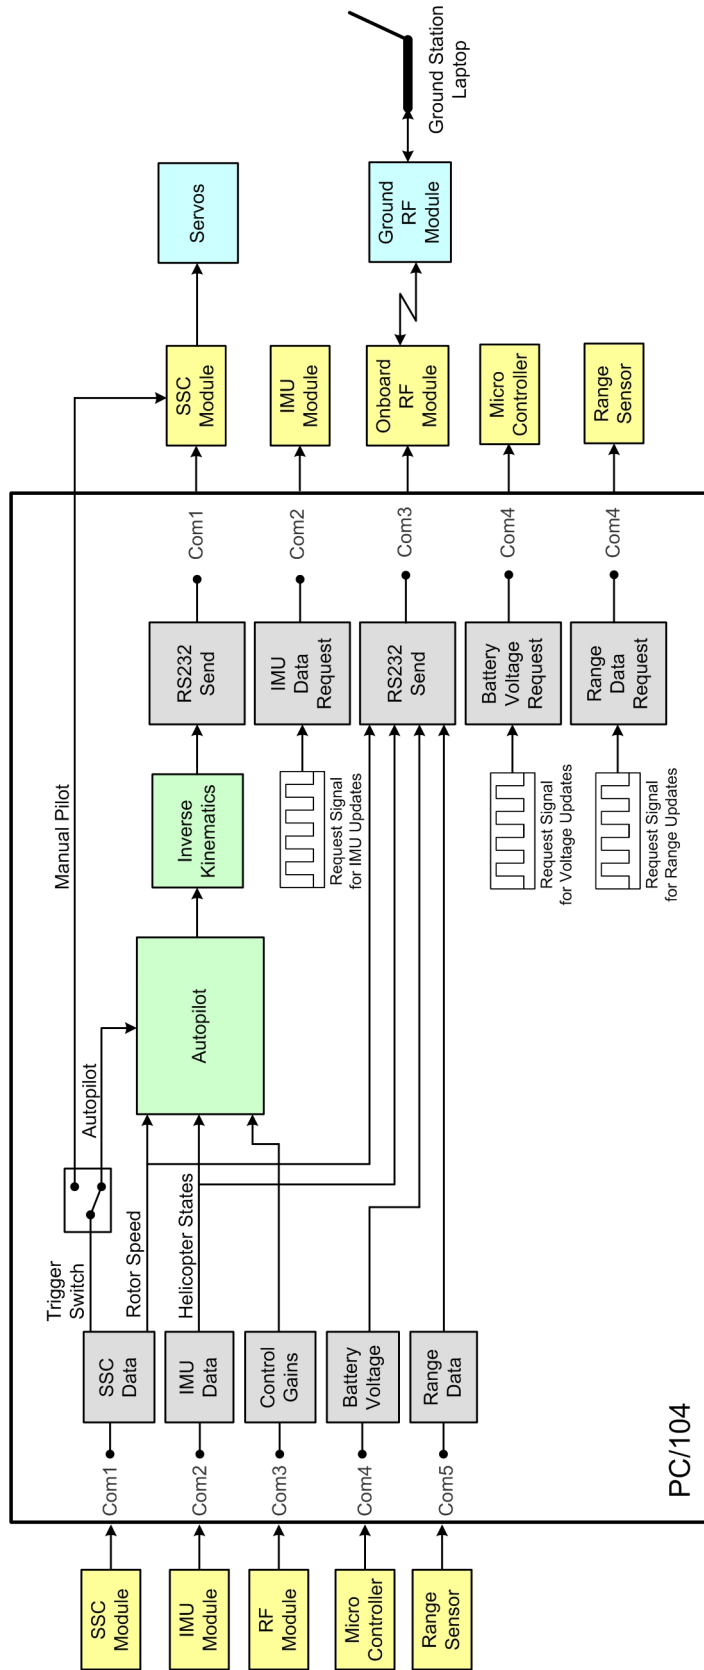 SSC
Module
IMU
Module
RF
Module
Micro
Controller
Range
Sensor
Com1
Com2
Com3
Com4
Com5
PC/104
SSC
Data
IMU
Data
Control
Gains
Battery
Voltage
Range
Data
Trigger
Switch
Rotor Speed
Helicopter States
Autopilot
Manual Pilot
Autopilot
Inverse
Kinematics
Request Signal
for IMU Updates
Request Signal
for Voltage Updates
Request Signal
for Range Updates
RS232
Send
IMU
Data
Request
RS232
Send
Battery
Voltage
Request
Range
Data
Request
Com1
Com2
Com3
Com4
Com4
SSC
Module
IMU
Module
Onboard
RF
Module
Micro
Controller
Range
Sensor
Servos
Ground
RF
Module
Ground Station
Laptop